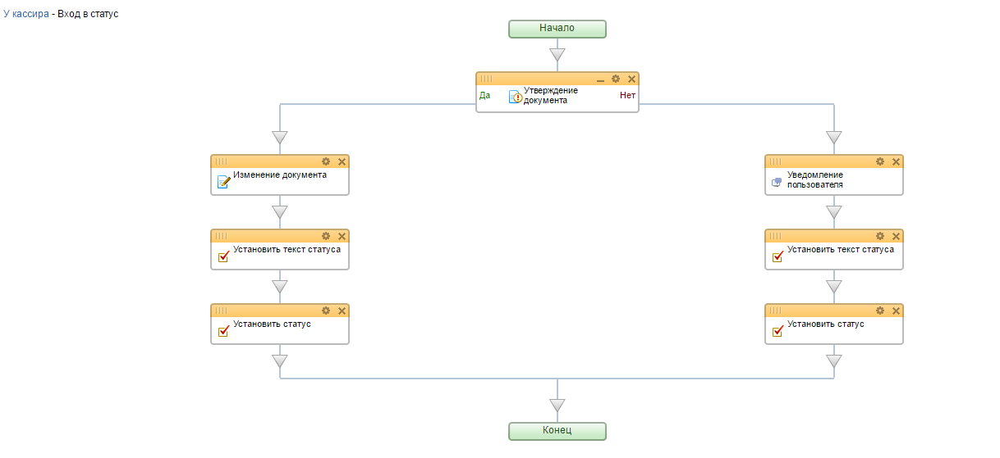 У кассира - Вход в статус
Начало
Утверждение
документа
Да
Нет
Изменение документа
Уведомление
пользователя
Установить текст статуса
Установить текст статуса
Установить статус
Установить статус
Конец